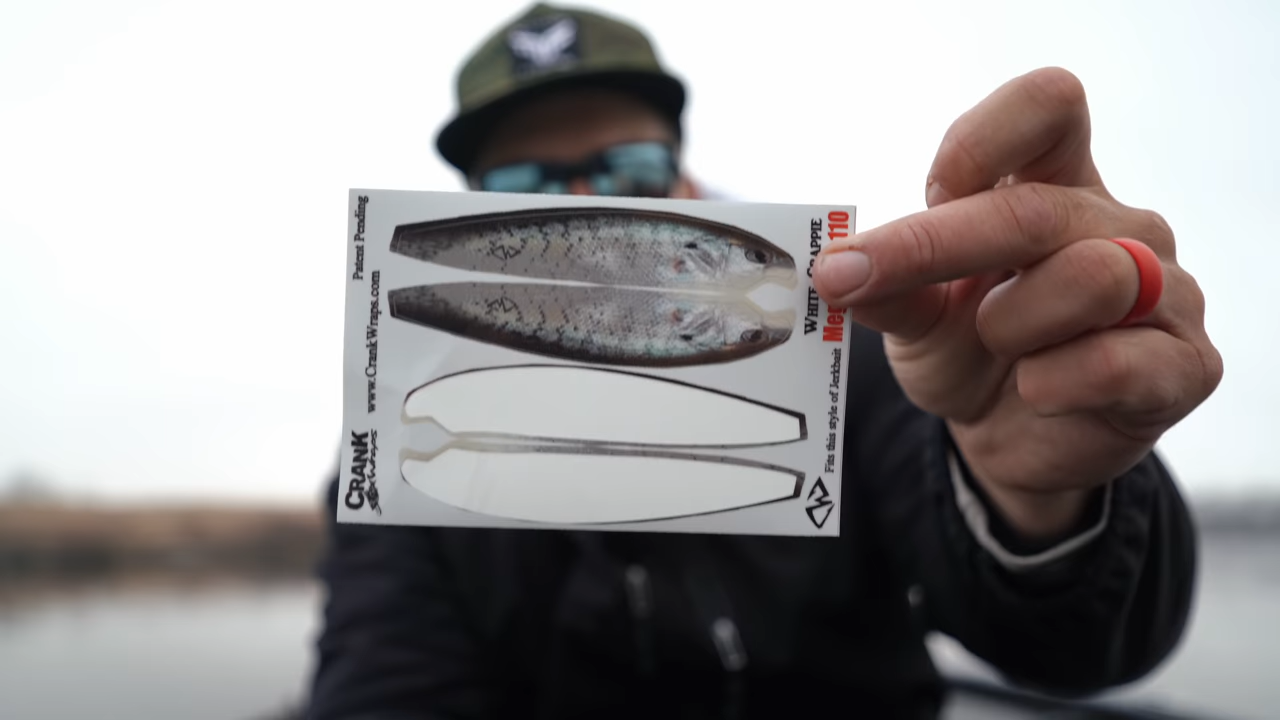 Patent Pending
www.CrankWraps.com
CRANK
Wraps
WHITE CRAPPIE
110
Fits this style of Jerkbait